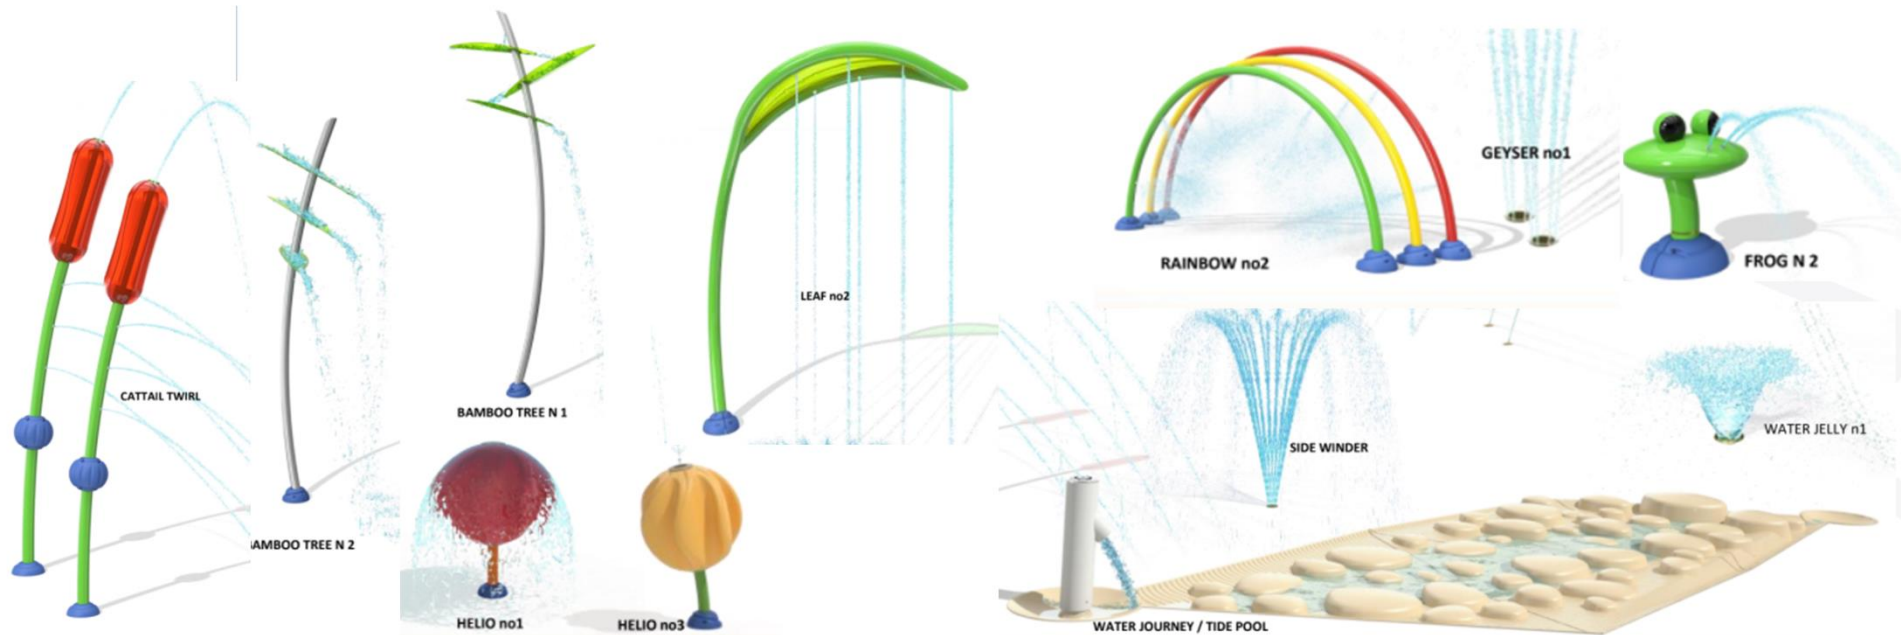 GEYSER no1
RAINBOW no2
FROG N 2
LEAF no2
CATTAIL TWIRL
BAMBOO TREE N 1
WATER JELLY n1
SIDE WINDER
AMBOO TREE N 2
HELIO no1
HELIO no3
WATER JOURNEY / TIDE POOL